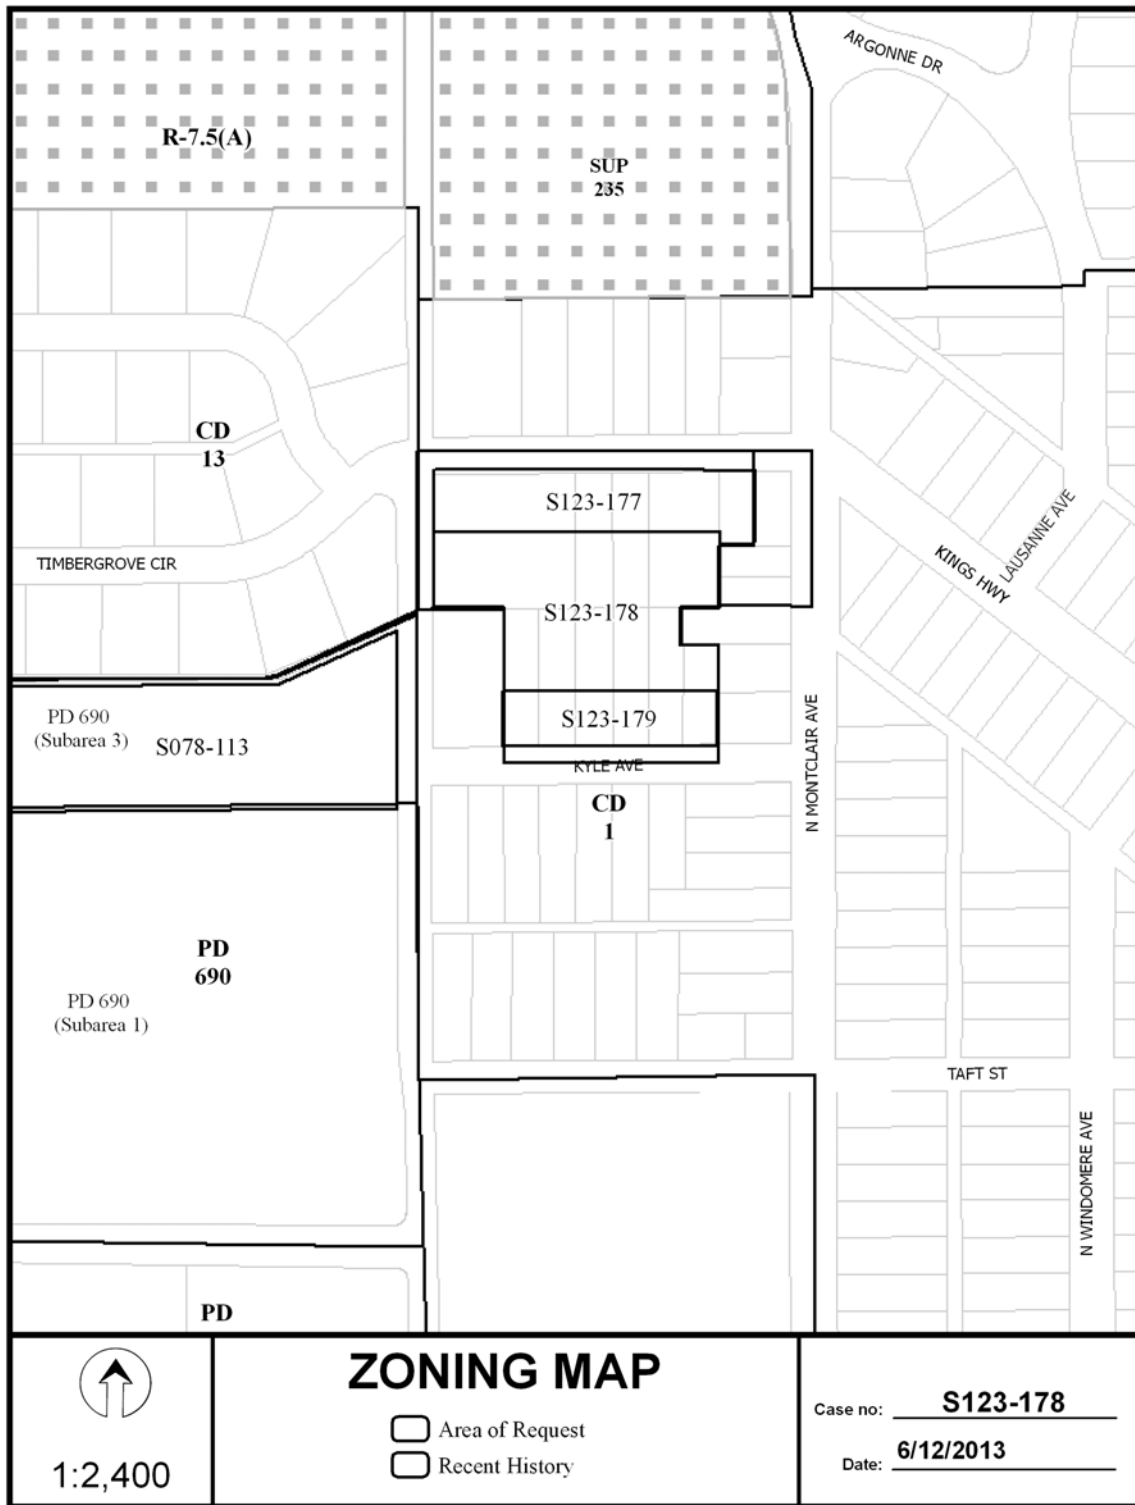 ARGONNE DR
R-7.5(A)
SUP
235
CD
13
S123-177
LAUSANNE AVE
KINGS HWY
TIMBERGROVE CIR
S123-178
PD 690
(Subarea 3)
S078-113
S123-179
N MONTCLAIR AVE
KYLE AVE
CD
1
PD
690
PD 690
(Subarea 1)
TAFT ST
N WINDOMERE AVE
PD
1:2,400
ZONING MAP
Area of Request
Recent History
Case no: S123-178
Date: 6/12/2013